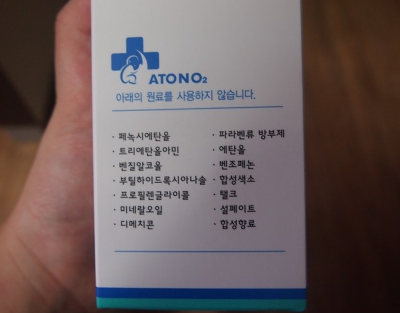 ATONO₂
아래의 원료를 사용하지 않습니다.
· 페녹시에탄올
· 트리에탄올아민
· 벤질알코올
· 부틸하이드록시아니솔
· 프로필렌글라이콜
· 미네랄오일
· 디메치콘
· 파라벤류 방부제
· 에탄올
· 벤조페논
· 합성색소
· 탤크
· 설페이트
· 합성향료